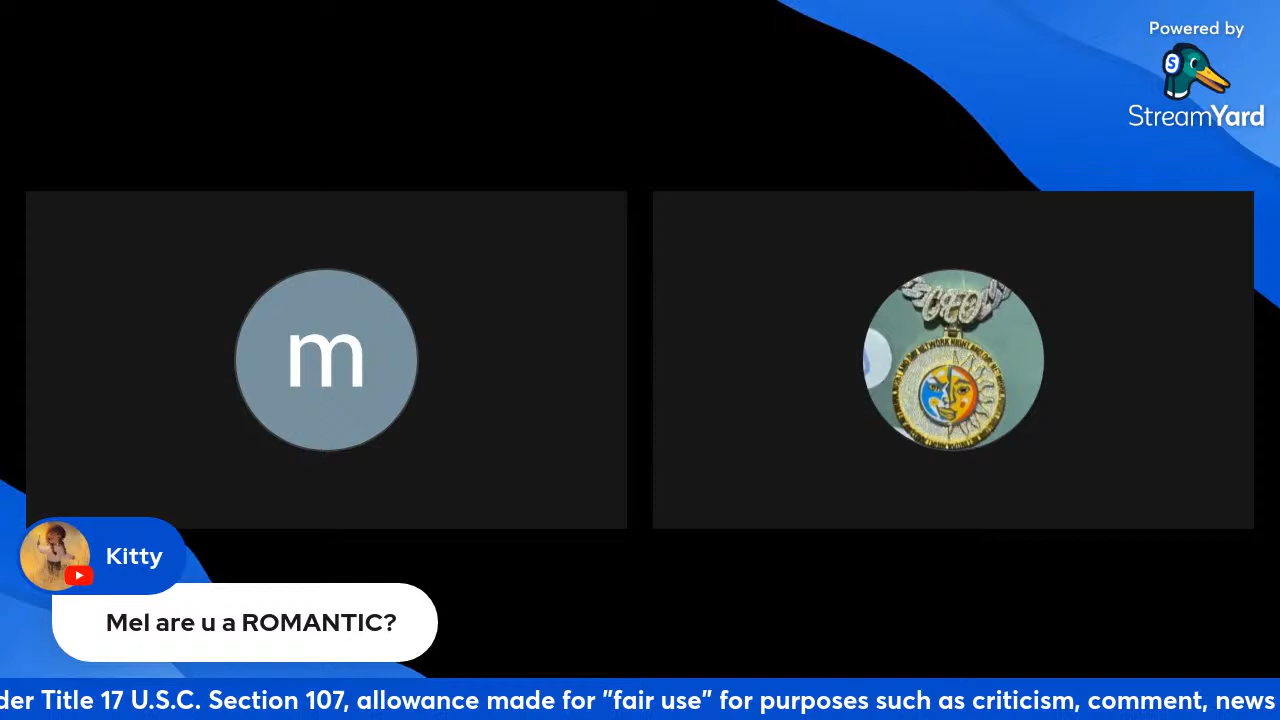 Powered by
StreamYard
m
CEO
Kitty
Mel are u a ROMANTIC?
der Title 17 U.S.C. Section 107, allowance made for "fair use" for purposes such as criticism, comment, news